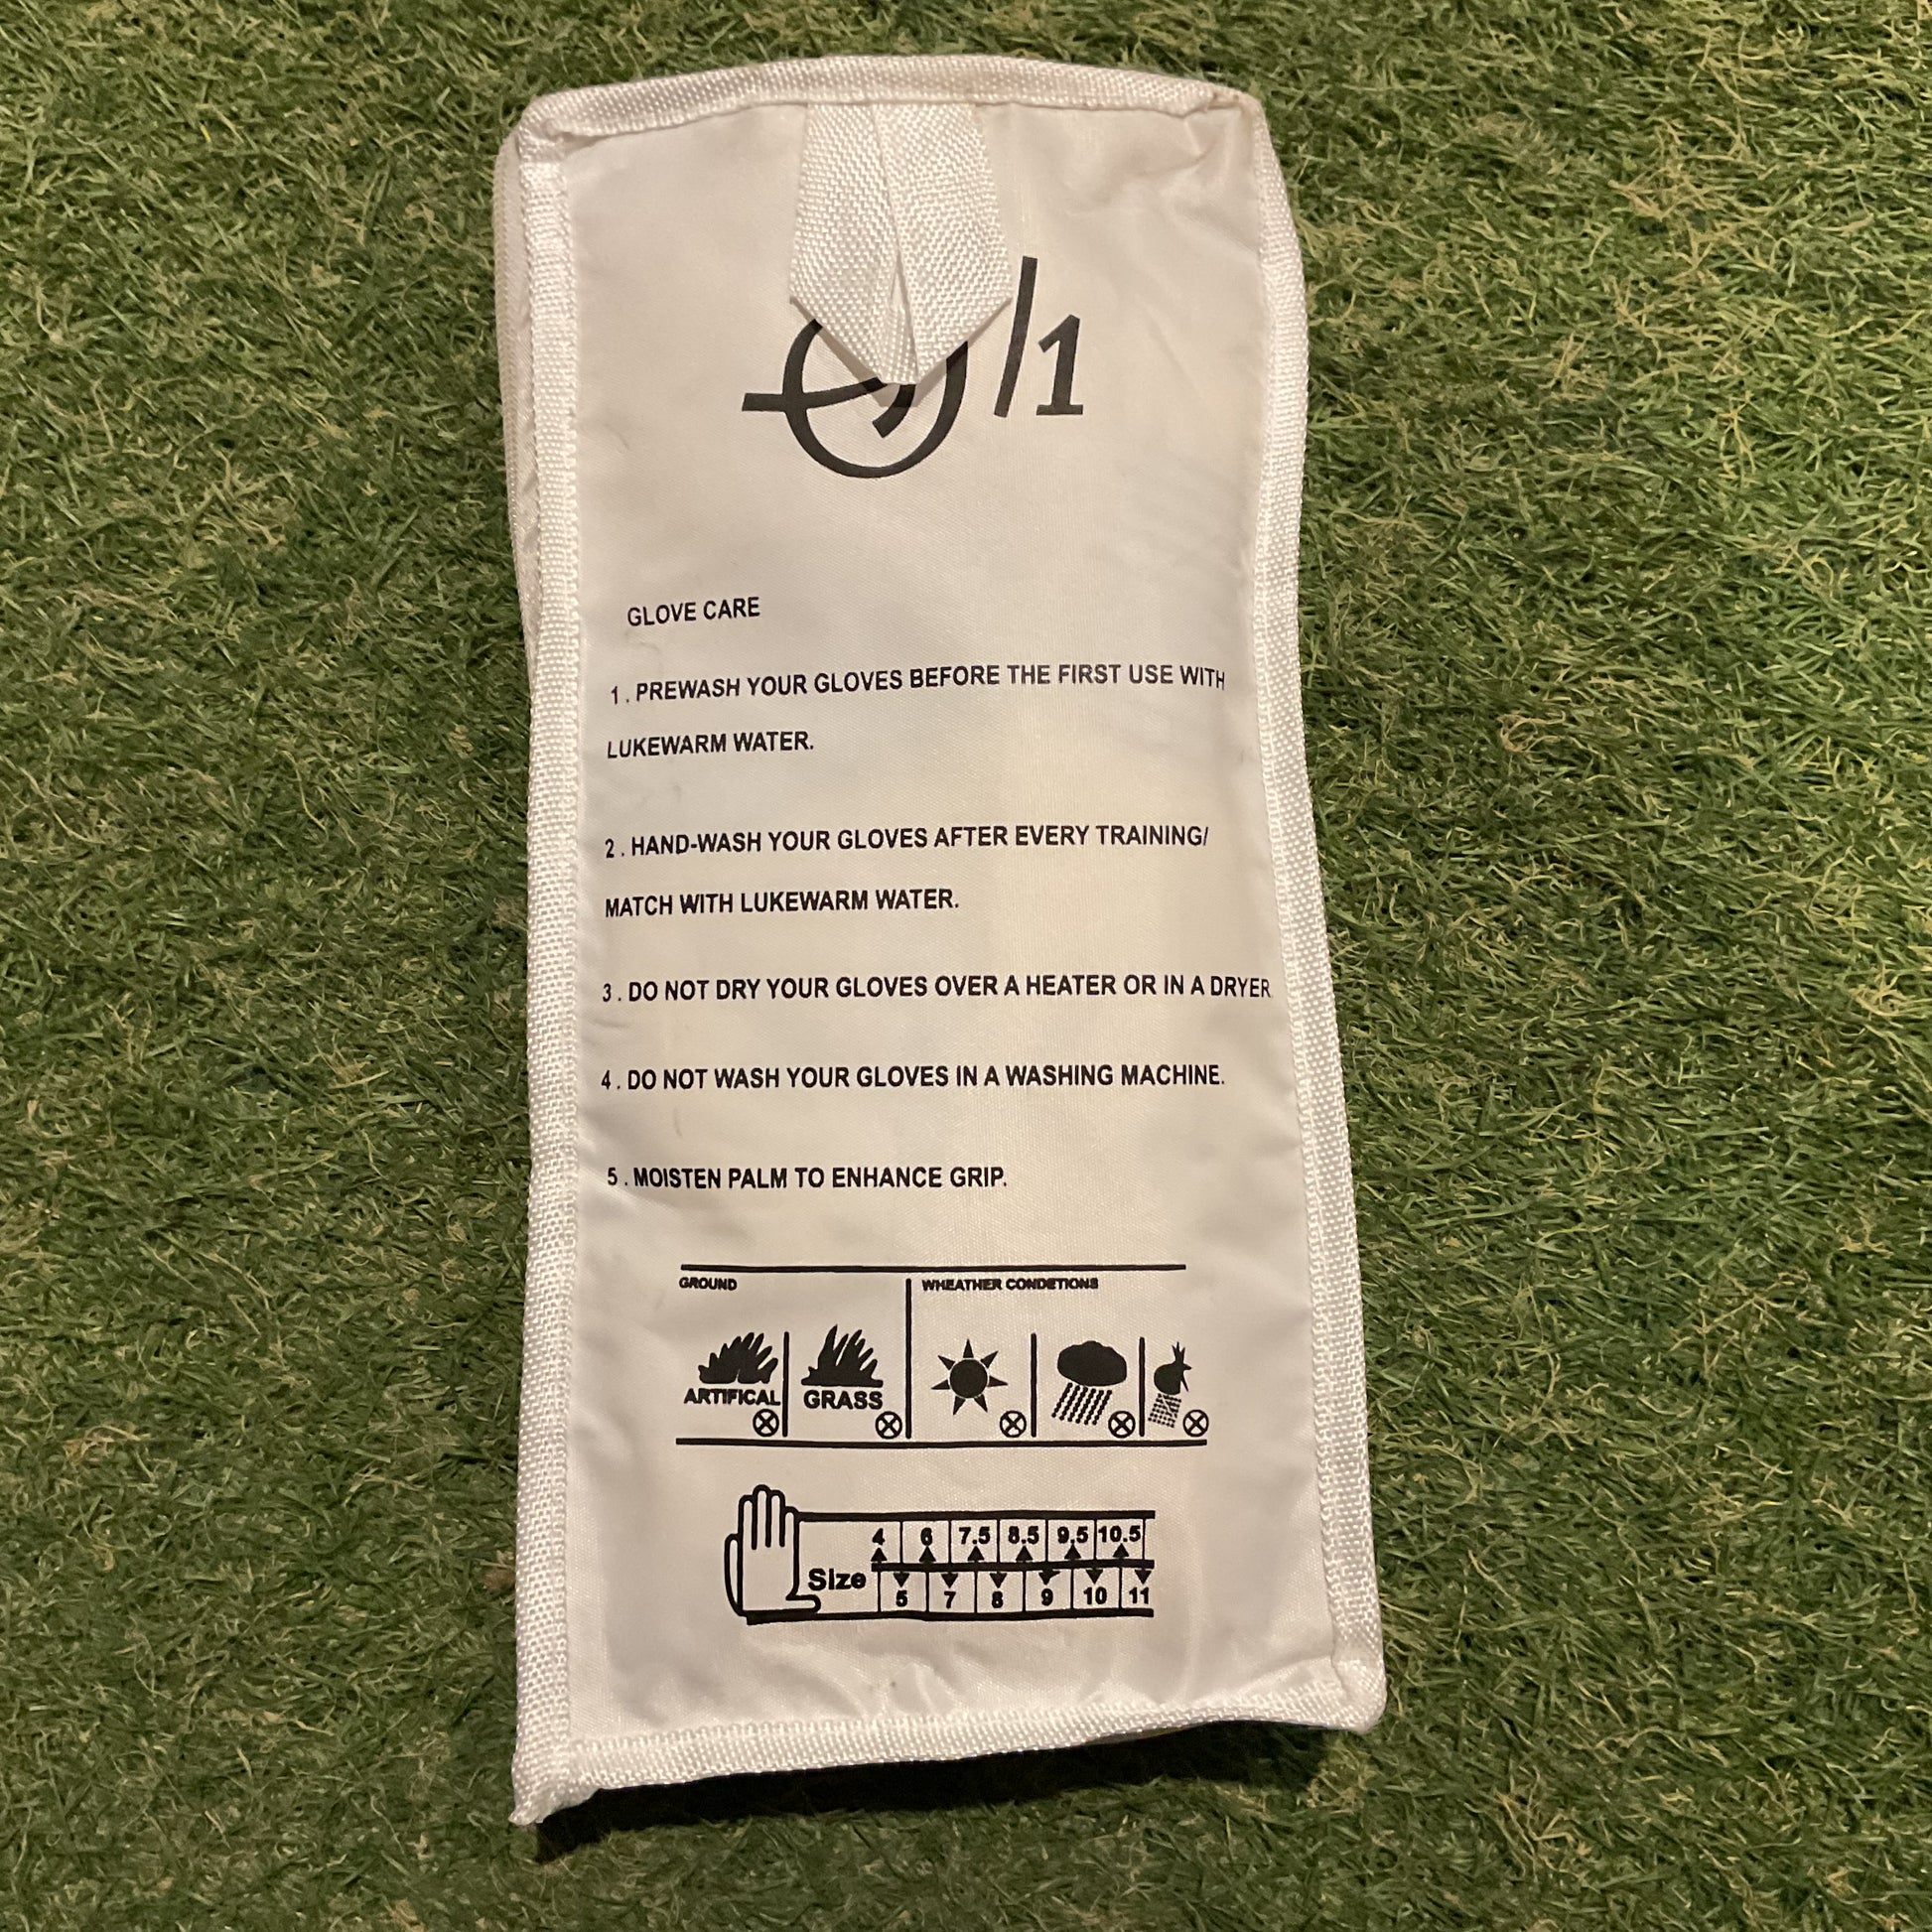 /1
GLOVE CARE
1. PREWASH YOUR GLOVES BEFORE THE FIRST USE WITH
LUKEWARM WATER.
2. HAND-WASH YOUR GLOVES AFTER EVERY TRAINING/
MATCH WITH LUKEWARM WATER.
3. DO NOT DRY YOUR GLOVES OVER A HEATER OR IN A DRYER
4. DO NOT WASH YOUR GLOVES IN A WASHING MACHINE.
5. MOISTEN PALM TO ENHANCE GRIP.
GROUND WHEATHER CONDETIONS
ARTIFICAL GRASS
4 6 7.5 8.5 9.5 10.5
Size
5 7 8 9 10 11